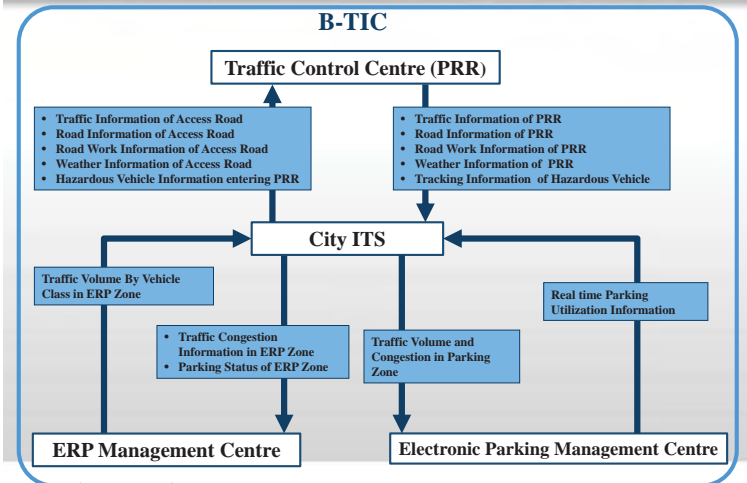 B-TIC
Traffic Control Centre (PRR)
• Traffic Information of Access Road
• Road Information of Access Road
• Road Work Information of Access Road
• Weather Information of Access Road
• Hazardous Vehicle Information entering PRR
• Traffic Information of PRR
• Road Information of PRR
• Road Work Information of PRR
• Weather Information of PRR
• Tracking Information of Hazardous Vehicle
City ITS
Traffic Volume By Vehicle
Class in ERP Zone
• Traffic Congestion
Information in ERP Zone
• Parking Status of ERP Zone
Traffic Volume and
Congestion in Parking
Zone
Real time Parking
Utilization Information
ERP Management Centre
Electronic Parking Management Centre